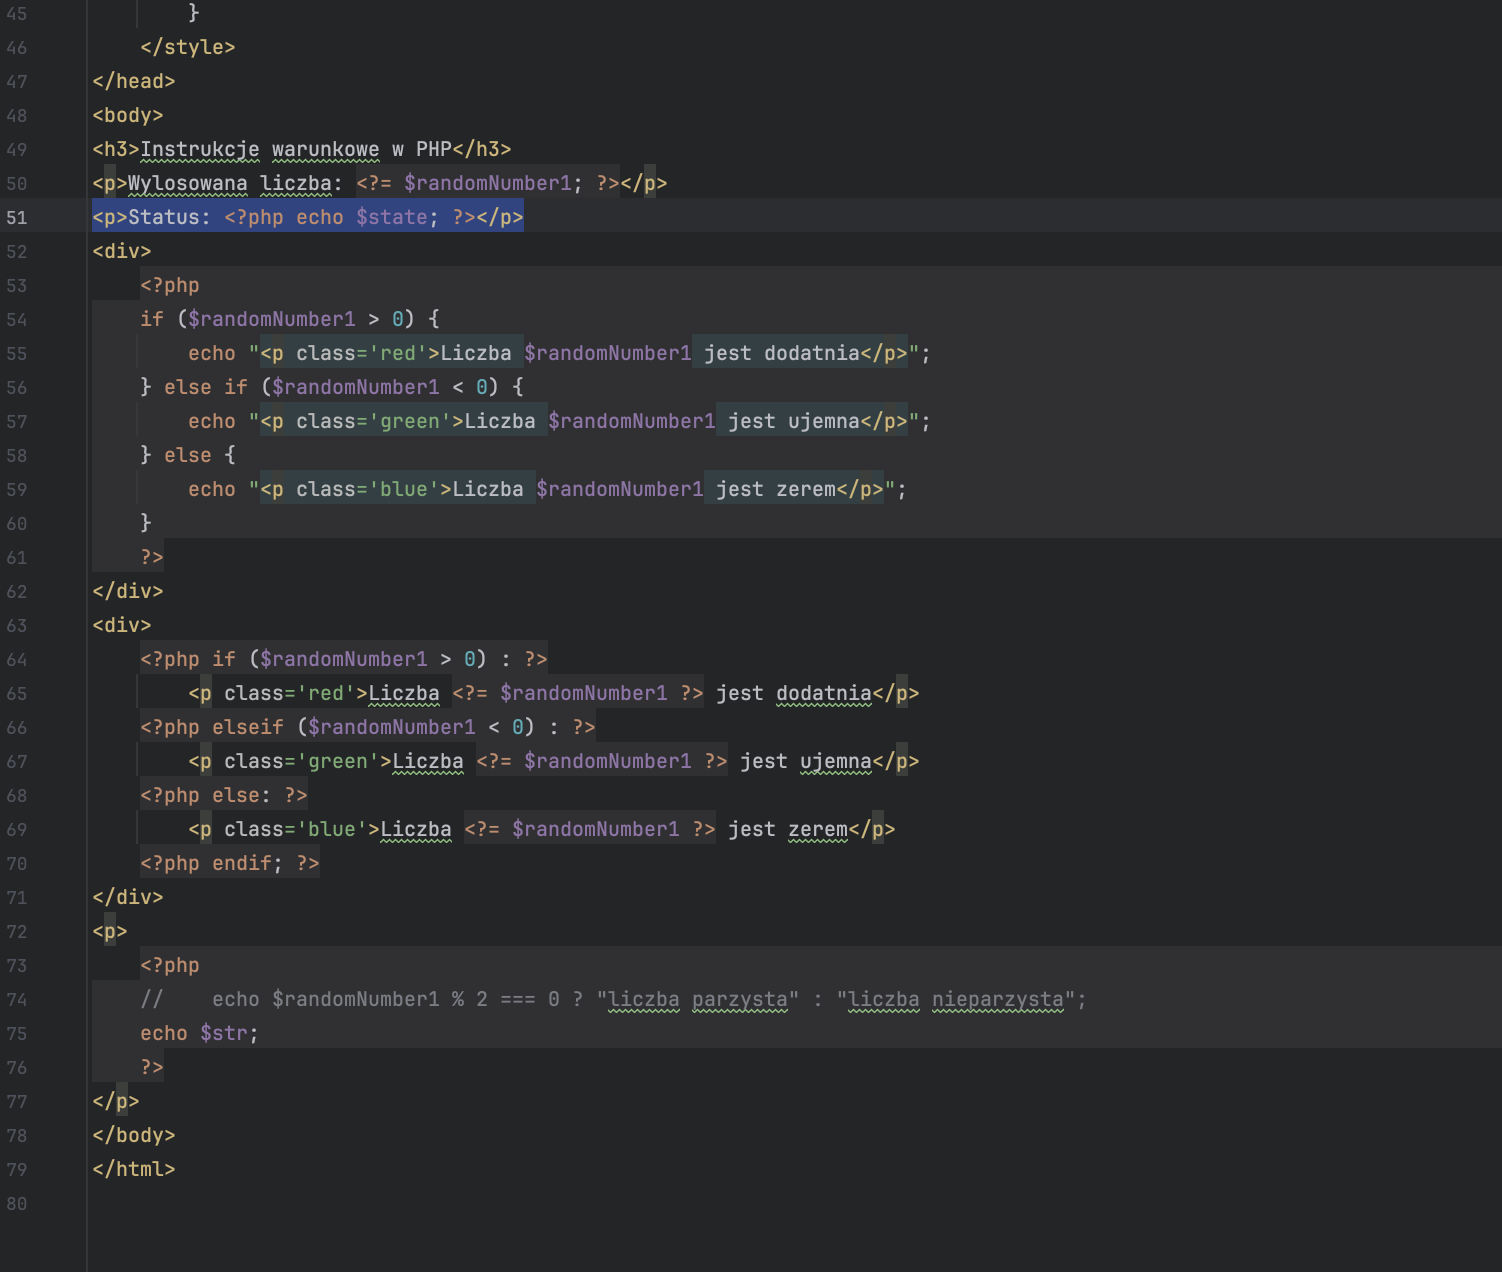 45 }
46 </style>
47 </head>
48 <body>
49 <h3>Instrukcje warunkowe w PHP</h3>
50 <p>Wylosowana liczba: <?= $randomNumber1; ?></p>
51 <p>Status: <?php echo $state; ?></p>
52 <div>
53 <?php
54 if ($randomNumber1 > 0) {
55 echo "<p class='red'>Liczba $randomNumber1 jest dodatnia</p>";
56 } else if ($randomNumber1 < 0) {
57 echo "<p class='green'>Liczba $randomNumber1 jest ujemna</p>";
58 } else {
59 echo "<p class='blue'>Liczba $randomNumber1 jest zerem</p>";
60 }
61 ?>
62 </div>
63 <div>
64 <?php if ($randomNumber1 > 0) : ?>
65 <p class='red'>Liczba <?= $randomNumber1 ?> jest dodatnia</p>
66 <?php elseif ($randomNumber1 < 0) : ?>
67 <p class='green'>Liczba <?= $randomNumber1 ?> jest ujemna</p>
68 <?php else: ?>
69 <p class='blue'>Liczba <?= $randomNumber1 ?> jest zerem</p>
70 <?php endif; ?>
71 </div>
72 <p>
73 <?php
74 //    echo $randomNumber1 % 2 === 0 ? "liczba parzysta" : "liczba nieparzysta";
75 echo $str;
76 ?>
77 </p>
78 </body>
79 </html>
80